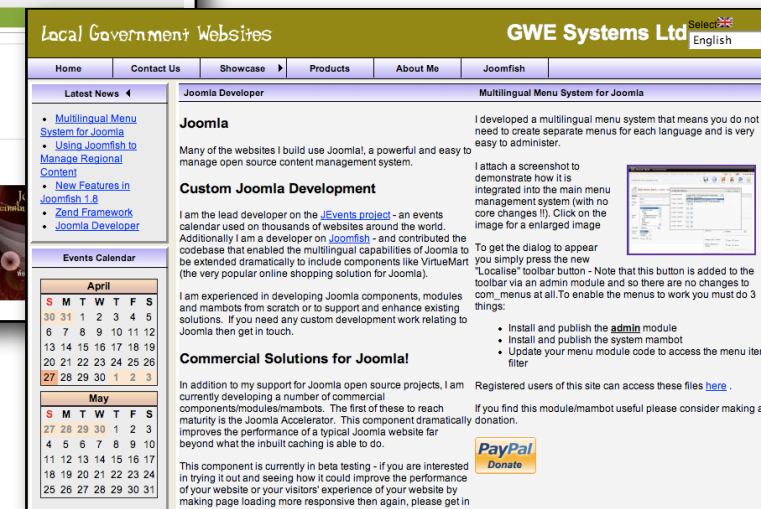 Local Government Websites
GWE Systems Ltd
Select
English
Home
Contact Us
Showcase
Products
About Me
Joomfish
Latest News
Multilingual Menu
System for Joomla
Using Joomfish to
Manage Regional
Content
New Features in
Joomfish 1.8
Zend Framework
Joomla Developer
Events Calendar
April
S M T W T F S
30 31 1 2 3 4 5
6 7 8 9 10 11 12
13 14 15 16 17 18 19
20 21 22 23 24 25 26
27 28 29 30 1 2 3
May
S M T W T F S
27 28 29 30 1 2 3
4 5 6 7 8 9 10
11 12 13 14 15 16 17
18 19 20 21 22 23 24
25 26 27 28 29 30 31
Joomla Developer
Joomla
Many of the websites I build use Joomla!, a powerful and easy to
manage open source content management system.
Custom Joomla Development
I am the lead developer on the JEvents project - an events
calendar used on thousands of websites around the world.
Additionally I am a developer on Joomfish - and contributed the
codebase that enabled the multilingual capabilities of Joomla to
be extended dramatically to include components like VirtueMart
(the very popular online shopping solution for Joomla).
I am experienced in developing Joomla components, modules
and mambots from scratch or to support and enhance existing
solutions. If you need any custom development work relating to
Joomla then get in touch.
Commercial Solutions for Joomla!
In addition to my support for Joomla open source projects, I am
currently developing a number of commercial
components/modules/mambots. The first of these to reach
maturity is the Joomla Accelerator. This component dramatically
improves the performance of a typical Joomla website far
beyond what the inbuilt caching is able to do.
This component is currently in beta testing - if you are interested
in trying it out and seeing how it could improve the performance
of your website or your visitors' experience of your website by
making page loading more responsive then again, please get in
Multilingual Menu System for Joomla
I developed a multilingual menu system that means you do not
need to create separate menus for each language and is very
easy to administer.
I attach a screenshot to
demonstrate how it is
integrated into the main menu
management system (with no
core changes !!). Click on the
image for a enlarged image
To get the dialog to appear
you simply press the new
"Localise" toolbar button - Note that this button is added to the
toolbar via an admin module and so there are no changes to
com_menus at all.To enable the menus to work you must do 3
things:
Install and publish the admin module
Install and publish the system mambot
Update your menu module code to access the menu
filter
Registered users of this site can access these files here .
If you find this module/mambot useful please consider making a
donation.
PayPal
Donate